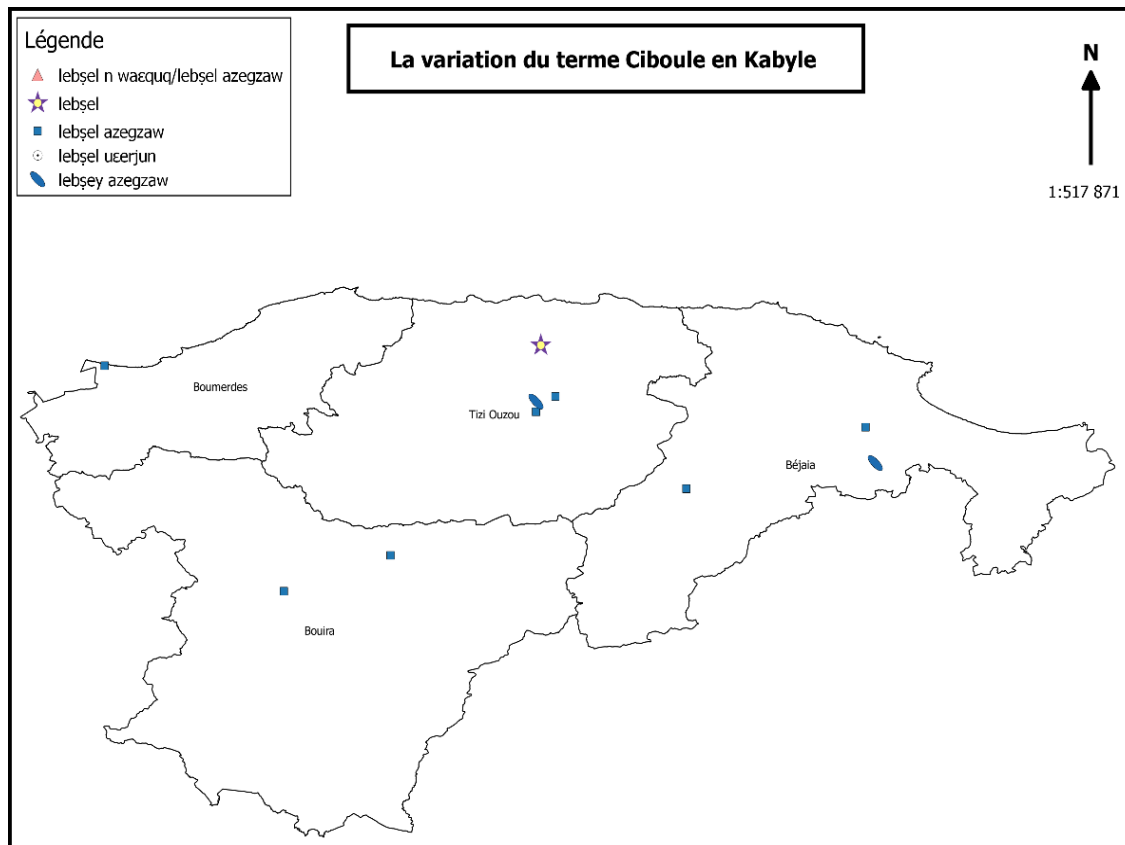 Légende
lebṣel n waɛquq/lebṣel azegzaw
lebṣel
lebṣel azegzaw
lebṣel uɛerjun
lebṣey azegzaw
La variation du terme Ciboule en Kabyle
N
1:517 871
Boumerdes
Tizi Ouzou
Béjaia
Bouira